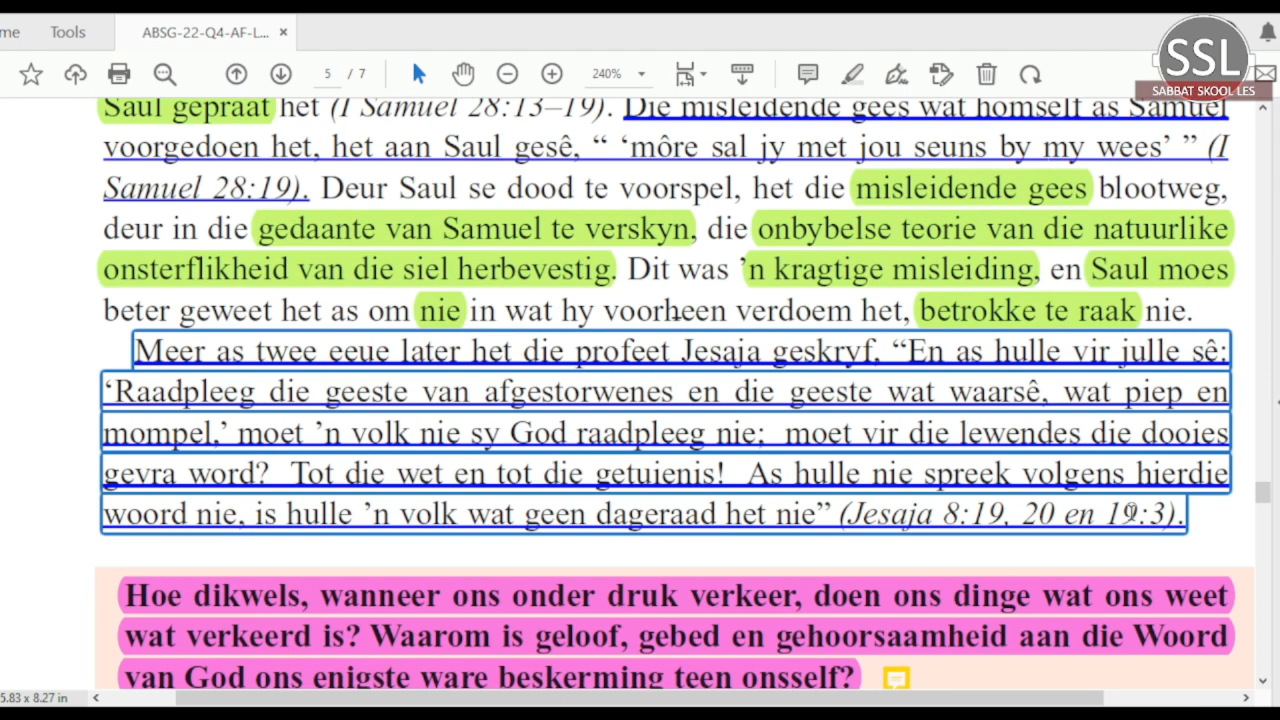 me Tools ABSG-22-Q4-AF-L... ×
SSL
SABBAT SKOOL LES
5 / 7 240%
Saul gepraat het (I Samuel 28:13–19). Die misleidende gees wat homself as Samuel
voorgedoen het, het aan Saul gesê, “ ‘môre sal jy met jou seuns by my wees’ ” (I
Samuel 28:19). Deur Saul se dood te voorspel, het die misleidende gees blootweg,
deur in die gedaante van Samuel te verskyn, die onbybelse teorie van die natuurlike
onsterflikheid van die siel herbevestig. Dit was ’n kragtige misleiding, en Saul moes
beter geweet het as om nie in wat hy voorheen verdoem het, betrokke te raak nie.
Meer as twee eeue later het die profeet Jesaja geskryf, “En as hulle vir julle sê:
‘Raadpleeg die geeste van afgestorwenes en die geeste wat waarsê, wat piep en
mompel,’ moet ’n volk nie sy God raadpleeg nie; moet vir die lewendes die dooies
gevra word? Tot die wet en tot die getuienis! As hulle nie spreek volgens hierdie
woord nie, is hulle ’n volk wat geen dageraad het nie” (Jesaja 8:19, 20 en 19:3).
Hoe dikwels, wanneer ons onder druk verkeer, doen ons dinge wat ons weet
wat verkeerd is? Waarom is geloof, gebed en gehoorsaamheid aan die Woord
van God ons enigste ware beskerming teen onsself?
5.83 x 8.27 in